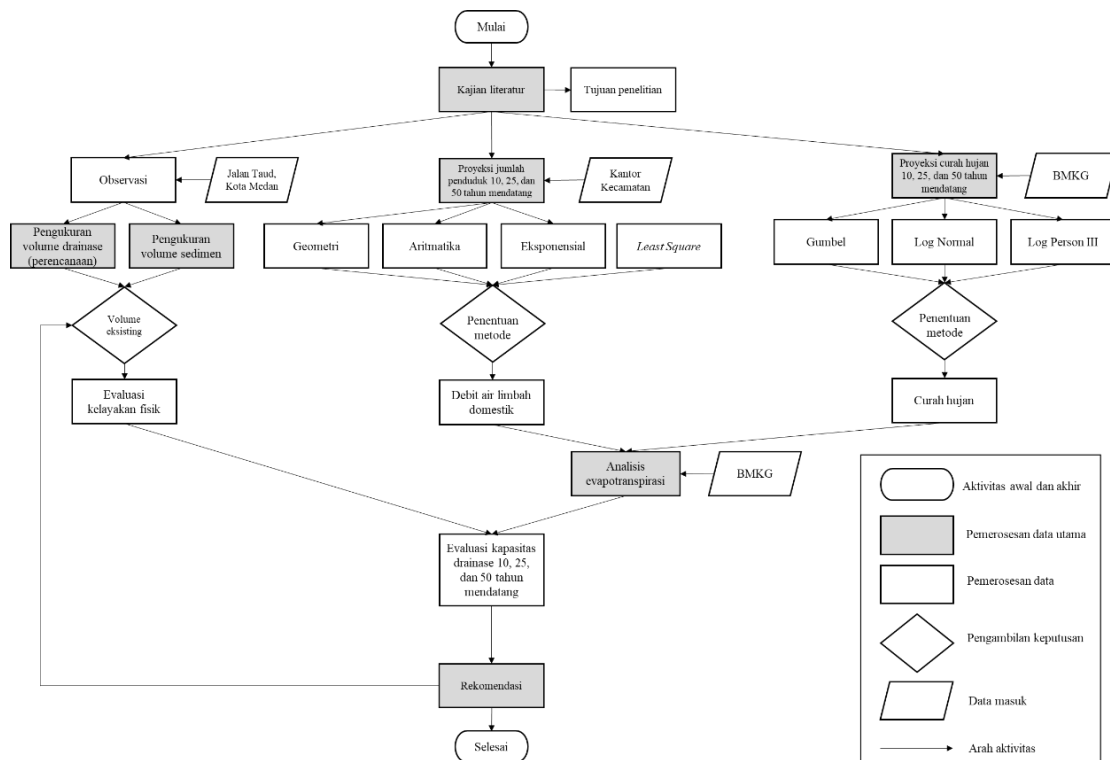 Mulai
Kajian literatur
Tujuan penelitian
Observasi
Jalan Taud,
Kota Medan
Proyeksi jumlah
penduduk 10, 25, dan
50 tahun mendatang
Kantor
Kecamatan
Proyeksi curah hujan
10, 25, dan 50 tahun
mendatang
BMKG
Pengukuran
volume drainase
(perencanaan)
Pengukuran
volume sedimen
Geometri
Aritmatika
Eksponensial
Least Square
Gumbel
Log Normal
Log Person III
Volume
eksisting
Penentuan
metode
Penentuan
metode
Evaluasi
kelayakan fisik
Debit air limbah
domestik
Curah hujan
Analisis
evapotranspirasi
BMKG
Evaluasi kapasitas
drainase 10, 25,
dan 50 tahun
mendatang
Rekomendasi
Selesai
Aktivitas awal dan akhir
Pemerosesan data utama
Pemerosesan data
Pengambilan keputusan
Data masuk
Arah aktivitas